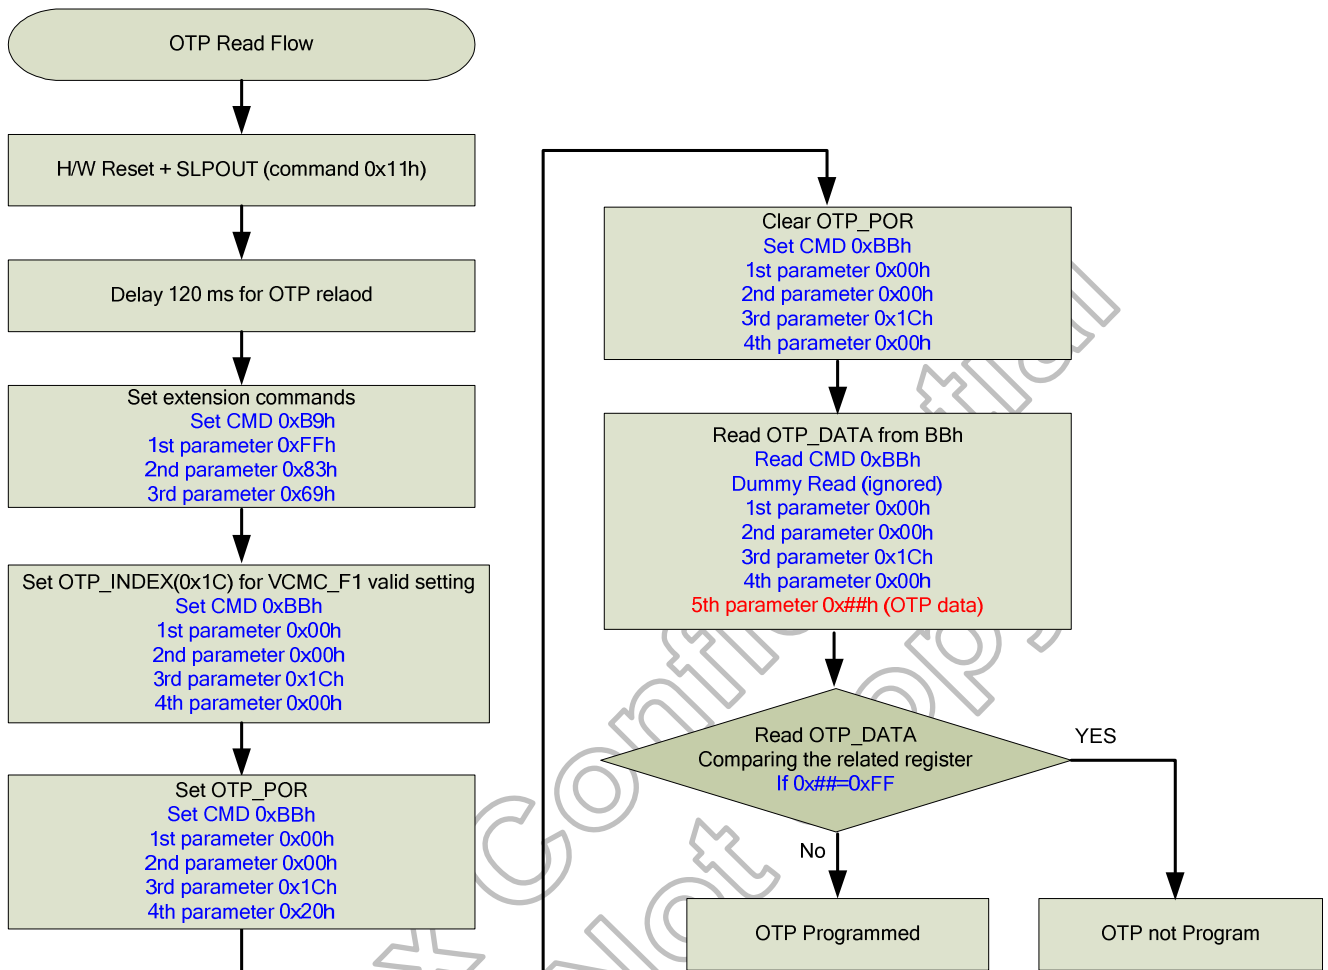 OTP Read Flow
H/W Reset + SLPOUT (command 0x11h)
Delay 120 ms for OTP relaod
Set extension commands
Set CMD 0xB9h
1st parameter 0xFFh
2nd parameter 0x83h
3rd parameter 0x69h
Set OTP_INDEX(0x1C) for VCMC_F1 valid setting
Set CMD 0xBBh
1st parameter 0x00h
2nd parameter 0x00h
3rd parameter 0x1Ch
4th parameter 0x00h
Set OTP_POR
Set CMD 0xBBh
1st parameter 0x00h
2nd parameter 0x00h
3rd parameter 0x1Ch
4th parameter 0x20h
Clear OTP_POR
Set CMD 0xBBh
1st parameter 0x00h
2nd parameter 0x00h
3rd parameter 0x1Ch
4th parameter 0x00h
Read OTP_DATA from BBh
Read CMD 0xBBh
Dummy Read (ignored)
1st parameter 0x00h
2nd parameter 0x00h
3rd parameter 0x1Ch
4th parameter 0x00h
5th parameter 0x##h (OTP data)
Read OTP_DATA
Comparing the related register
If 0x##=0xFF
YES
No
OTP Programmed
OTP not Program